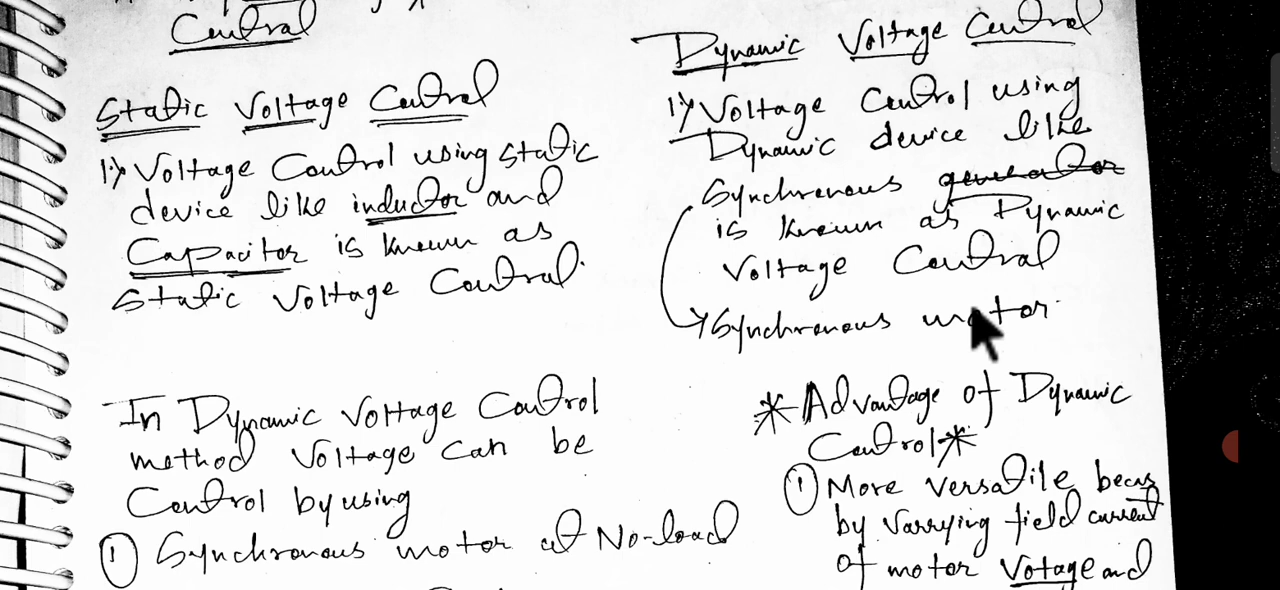 Control
Static Voltage Control
1) Voltage Control using static
device like inductor and
Capacitor is known as
Static Voltage Control.
In Dynamic Voltage Control
method Voltage can be
Control by using
① Synchronous motor at No-load
Dynamic Voltage Control
1) Voltage Control using
Dynamic device like
Synchronous generator
is known as Dynamic
Voltage Control
Synchronous motor
* Advantage of Dynamic
Control *
① More versatile becus
by Varrying field current
of motor Votage and